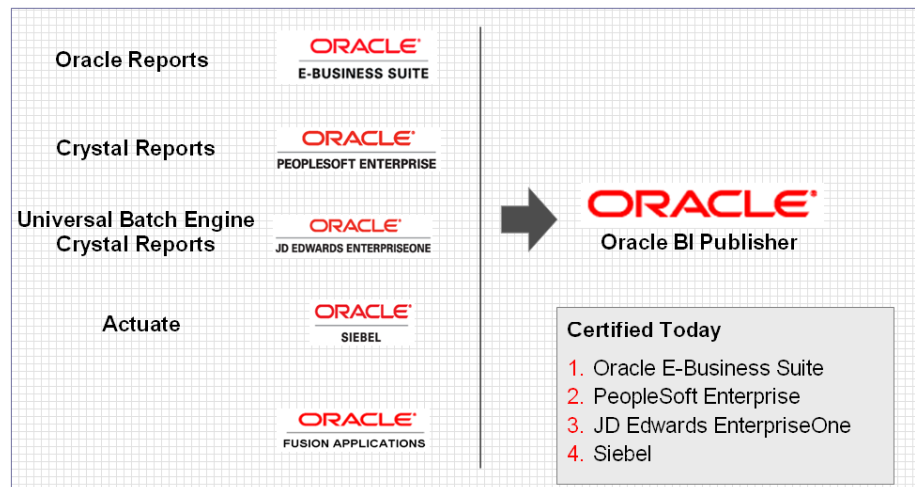 Oracle Reports
ORACLE®
E-BUSINESS SUITE
Crystal Reports
ORACLE®
PEOPLESOFT ENTERPRISE
Universal Batch Engine
Crystal Reports
ORACLE®
JD EDWARDS ENTERPRISEONE
Actuate
ORACLE®
SIEBEL
ORACLE®
FUSION APPLICATIONS
ORACLE®
Oracle BI Publisher
Certified Today
1. Oracle E-Business Suite
2. PeopleSoft Enterprise
3. JD Edwards EnterpriseOne
4. Siebel